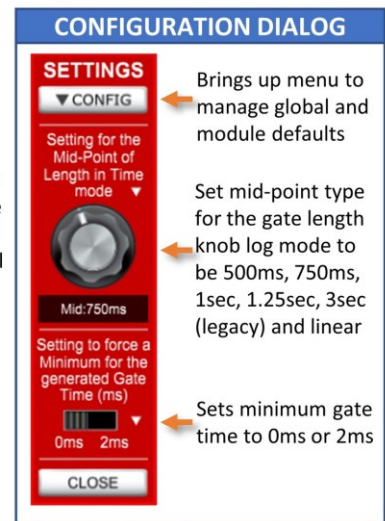 CONFIGURATION DIALOG
SETTINGS
▼ CONFIG
Brings up menu to
manage global and
module defaults
Setting for the
Mid-Point of
Length in Time
mode ▼
Mid:750ms
Set mid-point type
for the gate length
knob log mode to
be 500ms, 750ms,
1sec, 1.25sec, 3sec
(legacy) and linear
Setting to force a
Minimum for the
generated Gate
Time (ms)
▼
0ms 2ms
Sets minimum gate
time to 0ms or 2ms
CLOSE